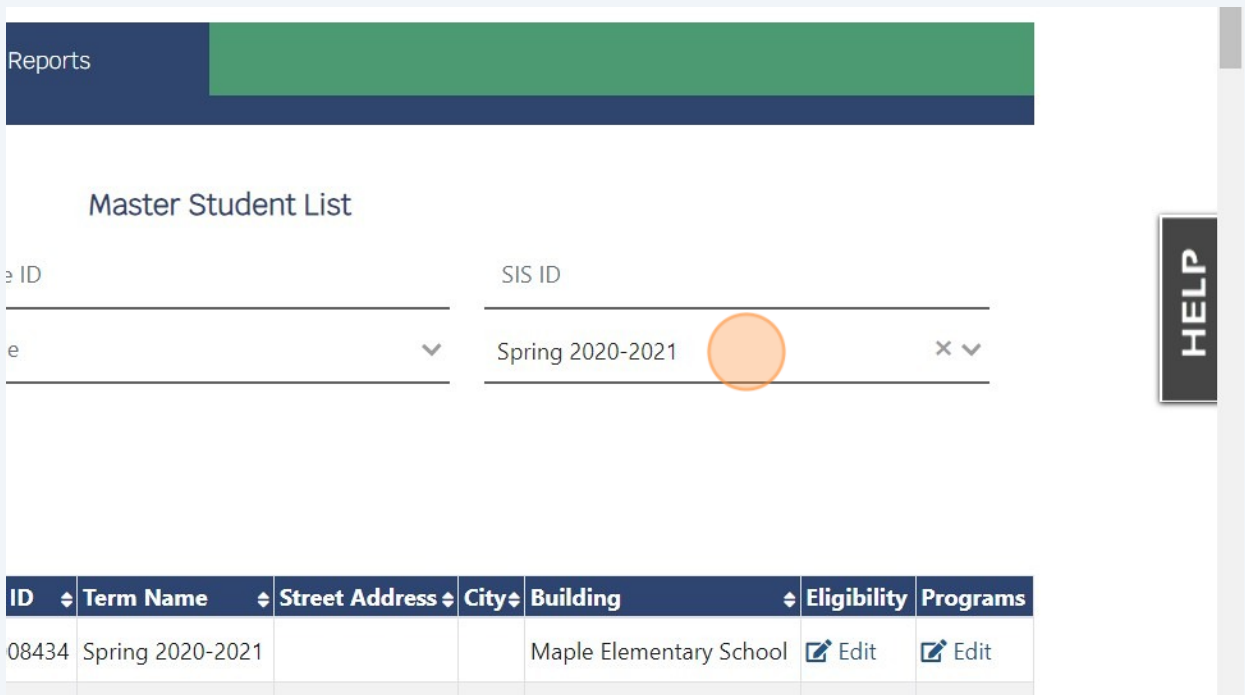 Reports
Master Student List
e ID SIS ID
e Spring 2020-2021
HELP
ID Term Name Street Address City Building Eligibility Programs
08434 Spring 2020-2021 Maple Elementary School Edit Edit